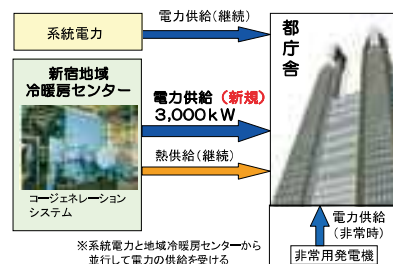 系統電力
電力供給(継続)
都庁舎
新宿地域
冷暖房センター
電力供給(新規)
3,000kW
熱供給(継続)
コージェネレーション
システム
電力供給
(非常時)
非常用発電機
※系統電力と地域冷暖房センターから
並行して電力の供給を受ける